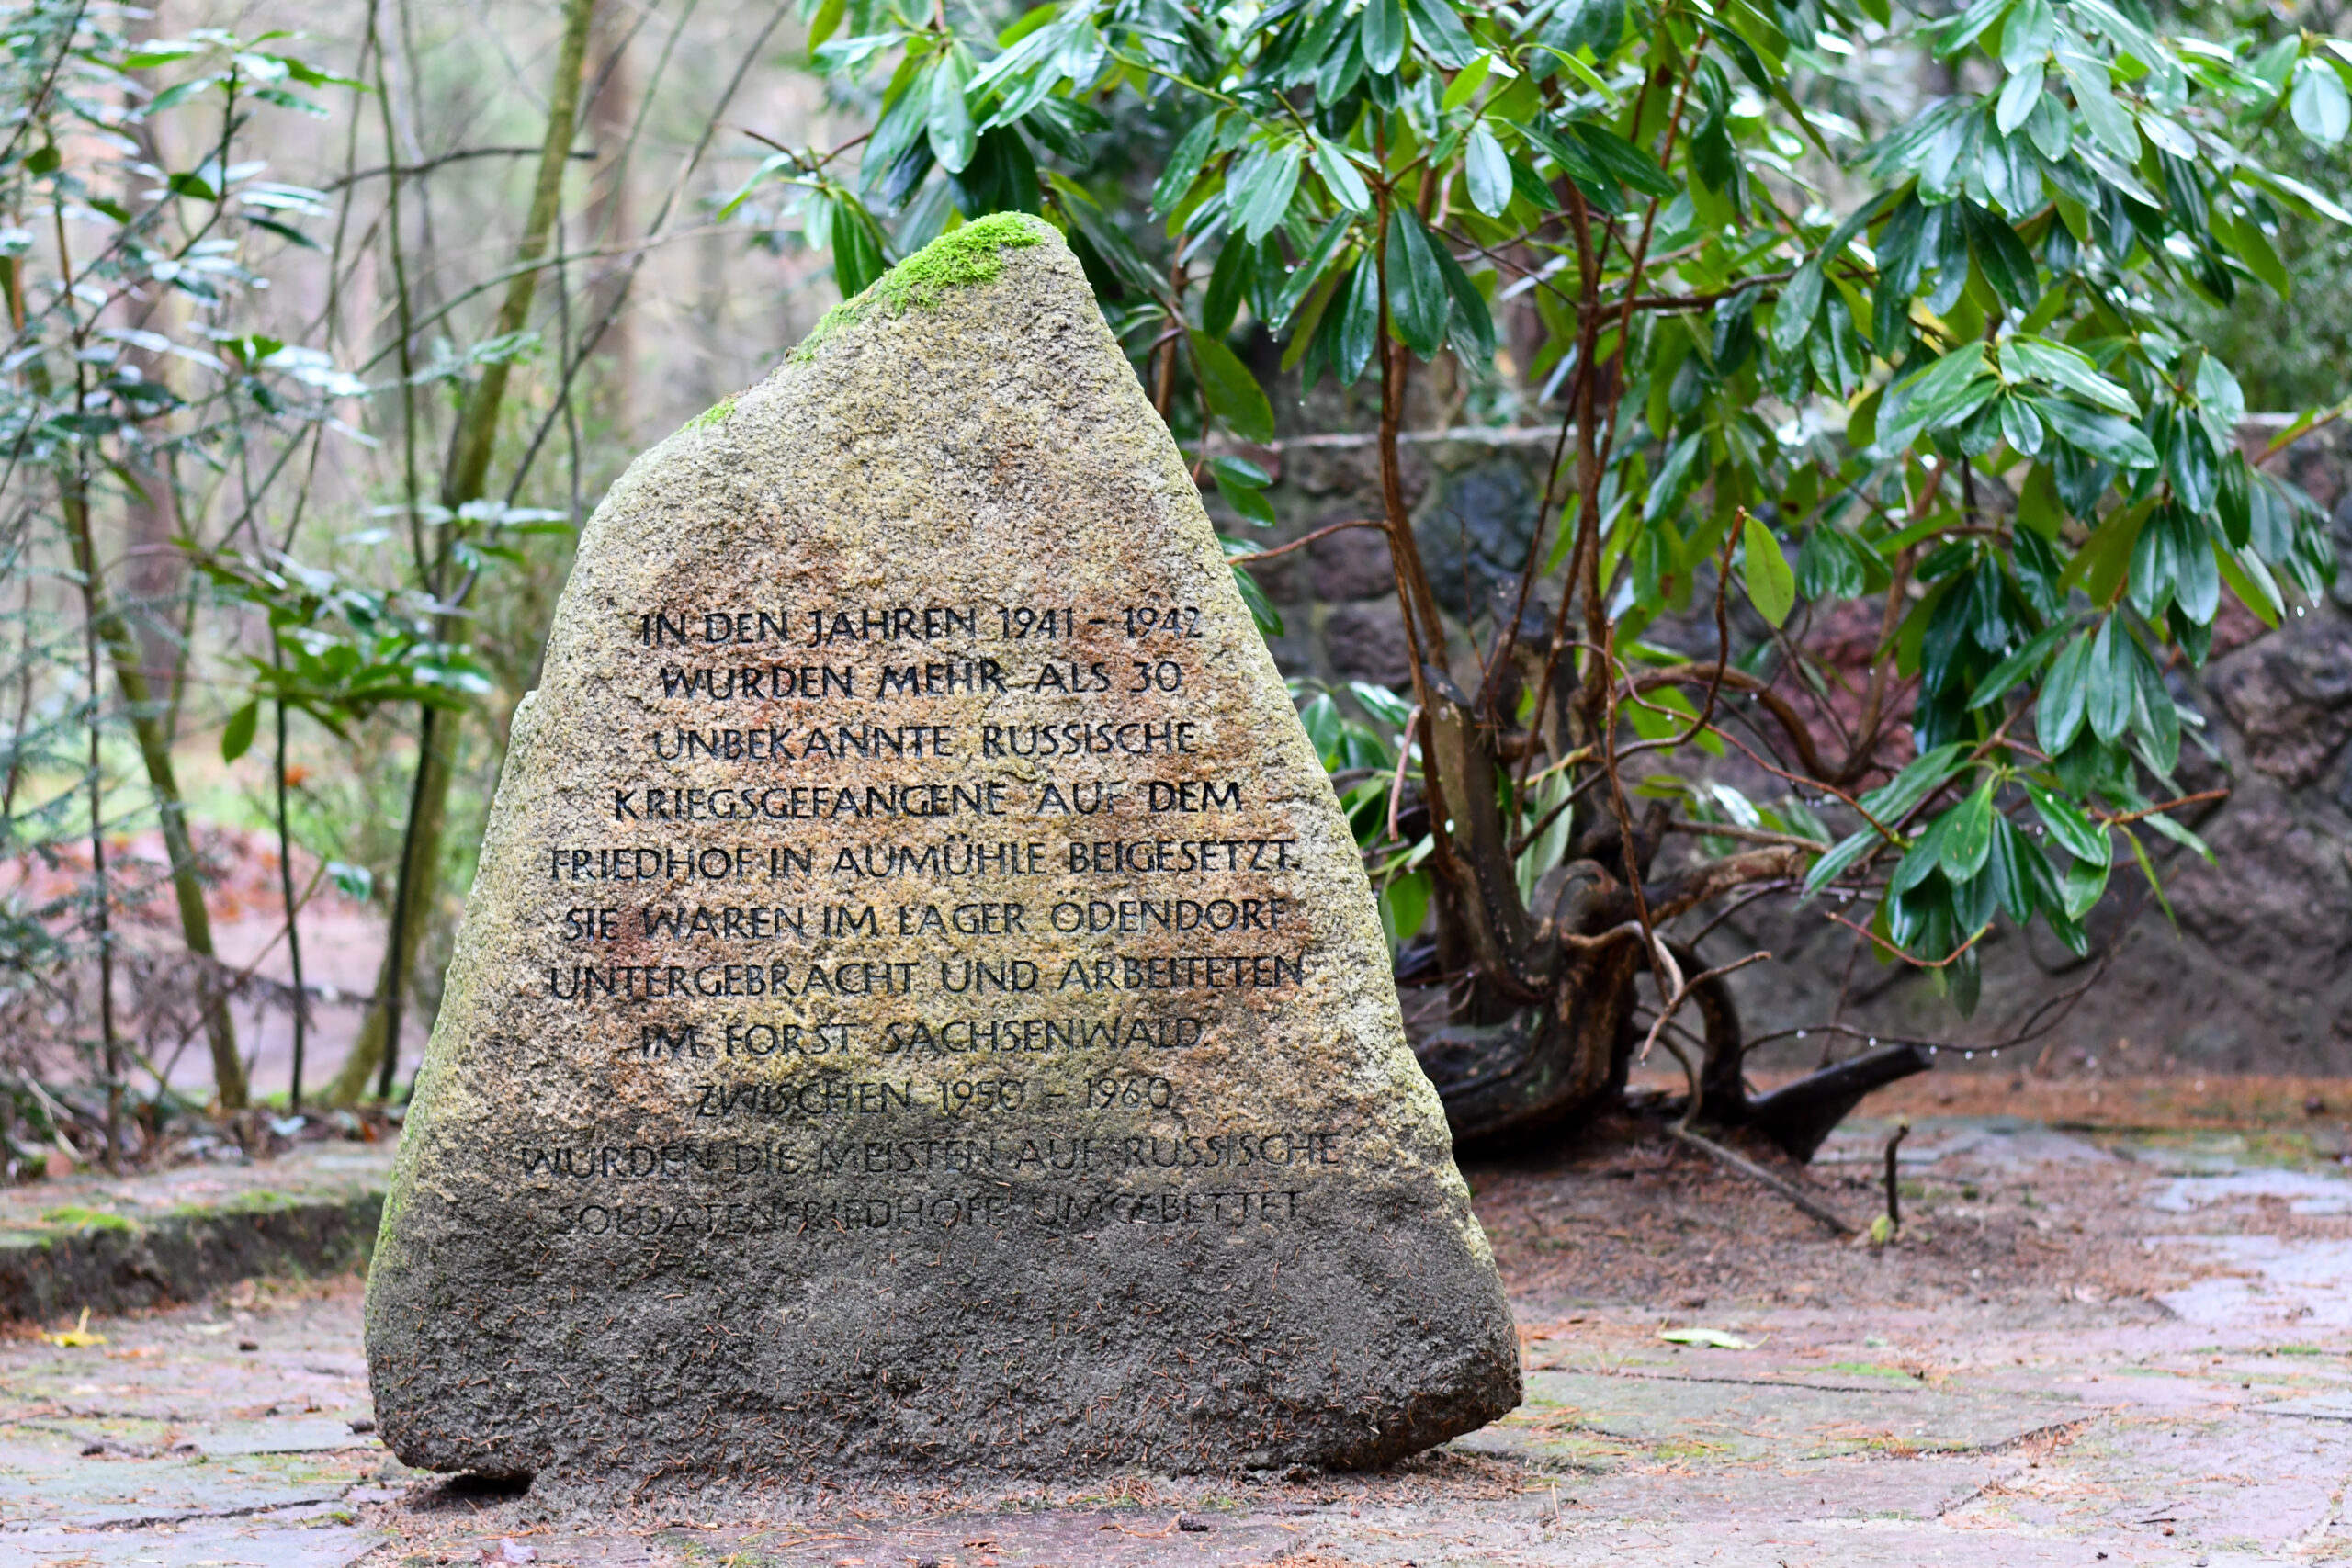 IN DEN JAHREN 1941 – 1942
WURDEN MEHR ALS 30
UNBEKANNTE RUSSISCHE
KRIEGSGEFANGENE AUF DEM
FRIEDHOF IN AUMÜHLE BEIGESETZT
SIE WAREN IM LAGER ÖDENDORF
UNTERGEBRACHT UND ARBEITETEN
IM FORST SACHSENWALD
ZWISCHEN 1950 – 1960
WURDEN DIE MEISTEN AUF RUSSISCHE
SOLDATENFRIEDHÖFE UMGEBETTET